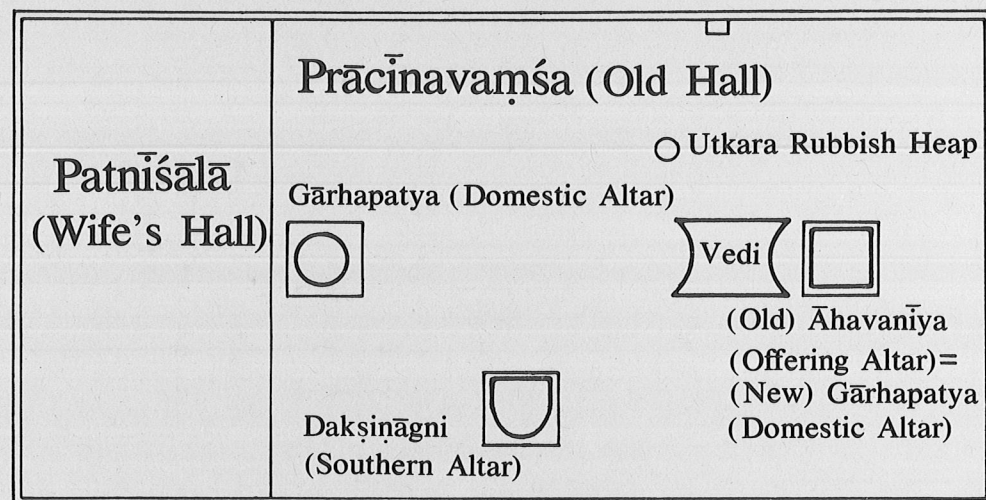 Prācīnavaṃśa (Old Hall)
Utkara Rubbish Heap
Patnīśālā
(Wife's Hall)
Gārhapatya (Domestic Altar)
Vedi
(Old) Āhavanīya
(Offering Altar)=
(New) Gārhapatya
(Domestic Altar)
Dakṣiṇāgni
(Southern Altar)